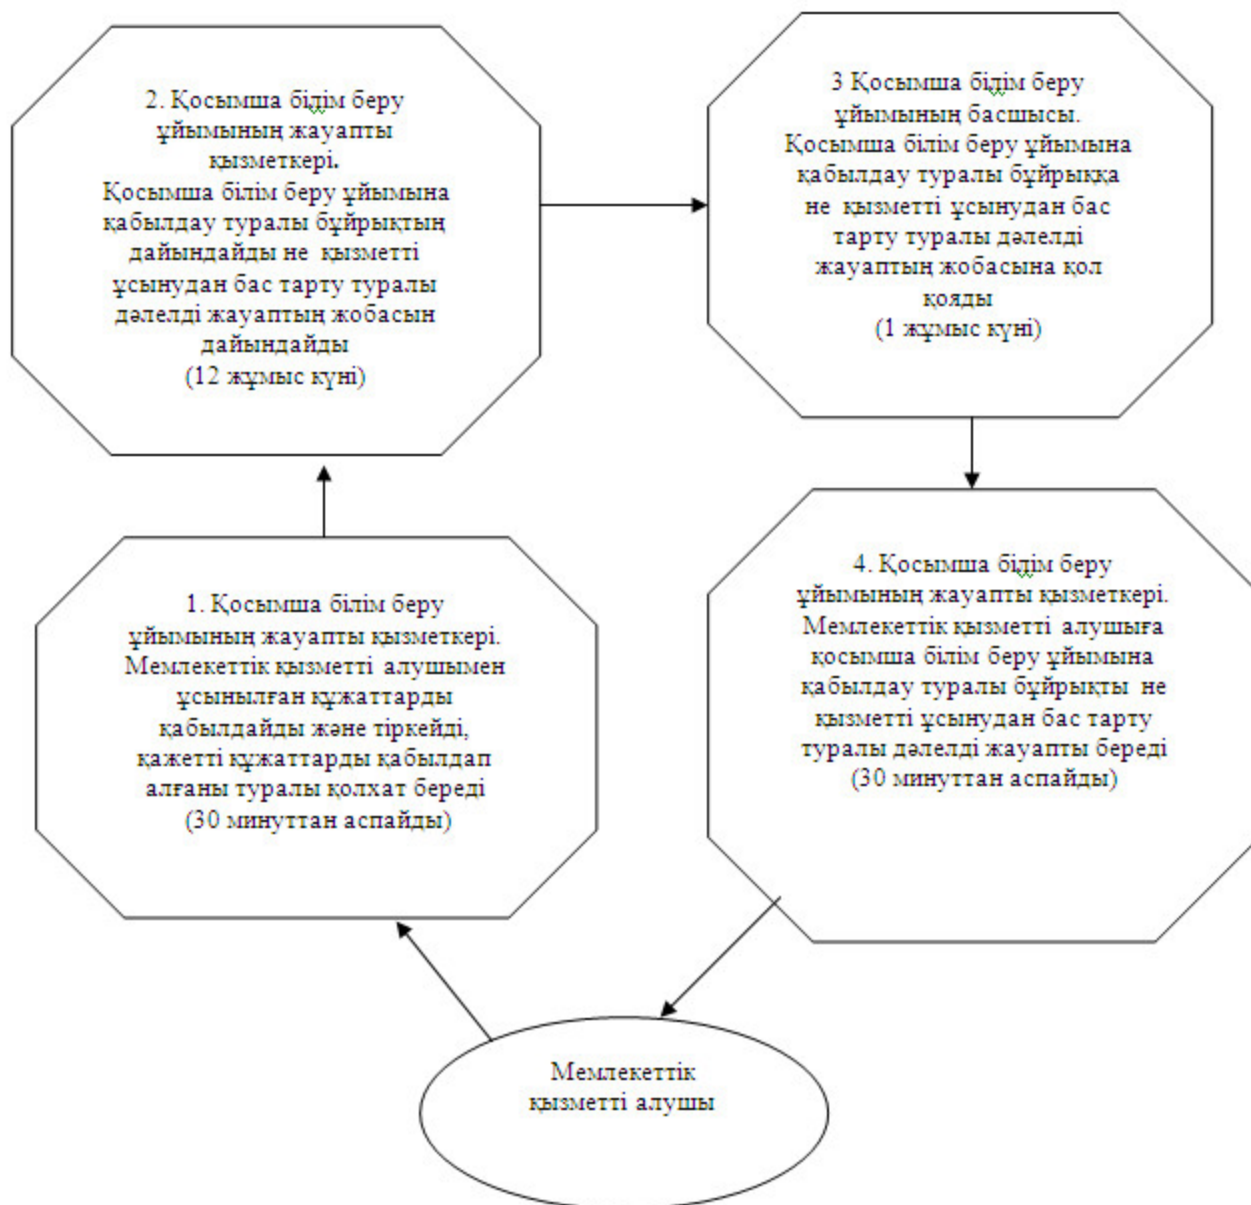 2. Қосымша білім беру
ұйымының жауапты
қызметкері.
Қосымша білім беру ұйымына
қабылдау туралы бұйрықтың
дайындайды не қызметті
ұсынудан бас тарту туралы
дәлелді жауаптың жобасын
дайындайды
(12 жұмыс күні)
3 Қосымша білім беру
ұйымының басшысы.
Қосымша білім беру ұйымына
қабылдау туралы бұйрыққа
не қызметті ұсынудан бас
тарту туралы дәлелді
жауаптың жобасына қол
қояды
(1 жұмыс күні)
1. Қосымша білім беру
ұйымының жауапты қызметкері.
Мемлекеттік қызметті алушымен
ұсынылған құжаттарды
қабылдайды және тіркейді,
қажетті құжаттарды қабылдап
алғаны туралы қолхат береді
(30 минуттан аспайды)
4. Қосымша білім беру
ұйымының жауапты қызметкері.
Мемлекеттік қызметті алушыға
қосымша білім беру ұйымына
қабылдау туралы бұйрықты не
қызметті ұсынудан бас тарту
туралы дәлелді жауапты береді
(30 минуттан аспайды)
Мемлекеттік
қызметті алушы